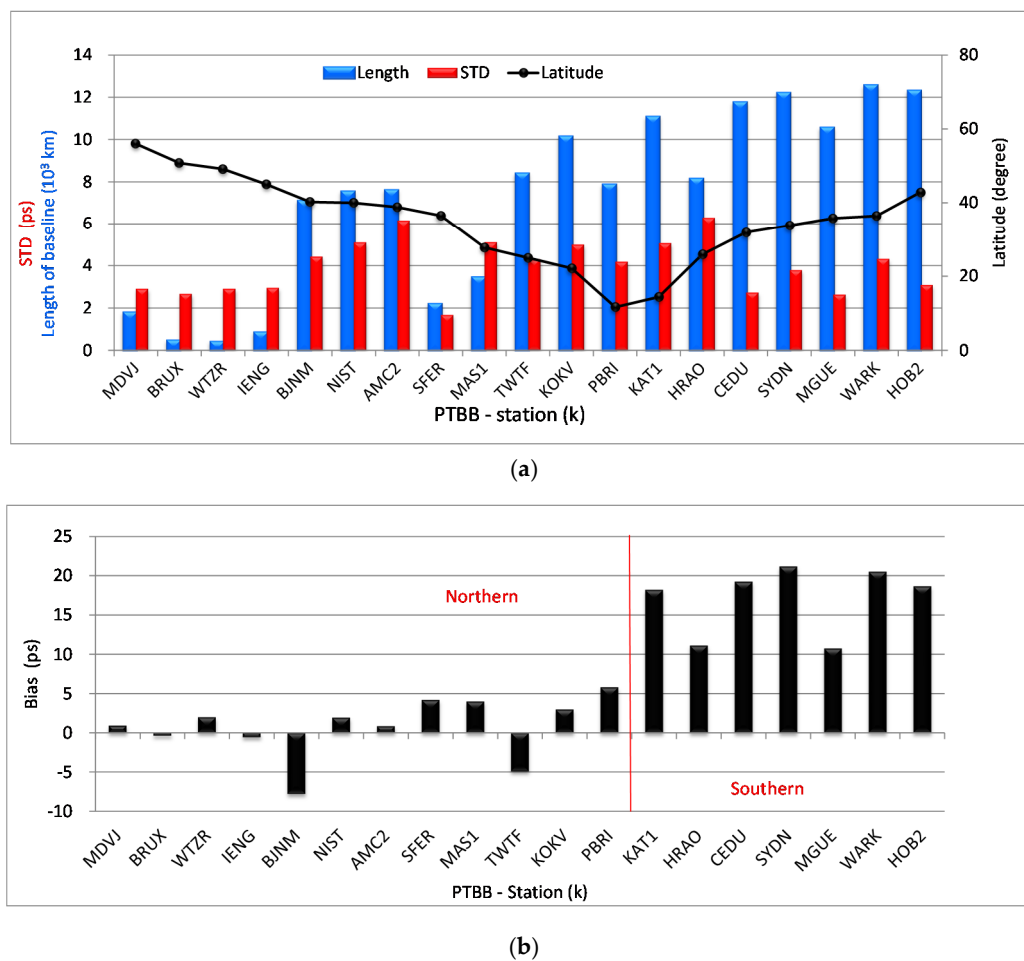 14
12
10
8
6
4
2
0
80
60
40
20
0
Length STD Latitude
STD (ps)
Length of baseline (10³ km)
Latitude (degree)
MDVJ BRUX WTZR IENG BJNM NIST AMC2 SFER MAS1 TWTF KOKV PBRI KAT1 HRAO CEDU SYDN MGUE WARK HOB2
PTBB - station (k)
(a)
25
20
15
10
5
0
-5
-10
Bias (ps)
Northern
Southern
MDVJ BRUX WTZR IENG BJNM NIST AMC2 SFER MAS1 TWTF KOKV PBRI KAT1 HRAO CEDU SYDN MGUE WARK HOB2
PTBB - Station (k)
(b)